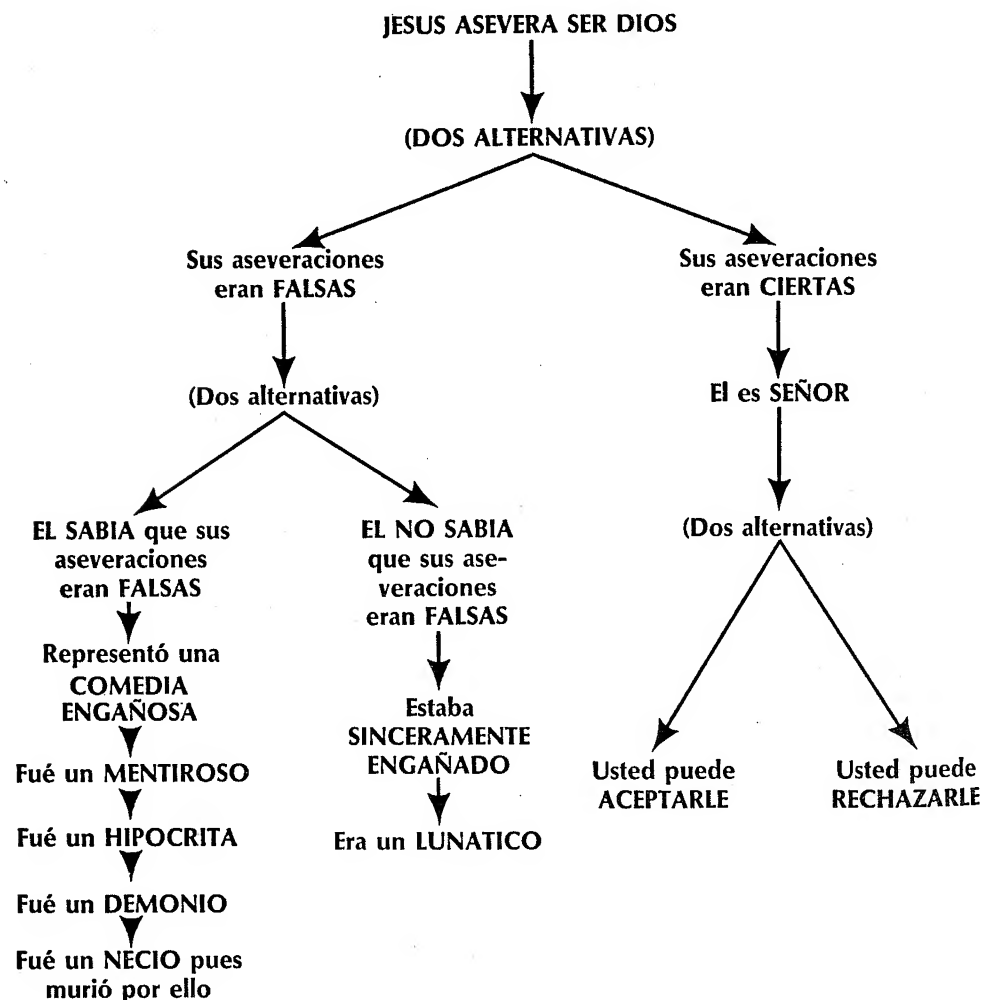 JESUS ASEVERA SER DIOS
(DOS ALTERNATIVAS)
Sus aseveraciones
eran FALSAS
Sus aseveraciones
eran CIERTAS
(Dos alternativas)
El es SEÑOR
EL SABIA que sus
aseveraciones
eran FALSAS
EL NO SABIA
que sus ase-
veraciones
eran FALSAS
(Dos alternativas)
Representó una
COMEDIA
ENGAÑOSA
Estaba
SINCERAMENTE
ENGAÑADO
Fué un MENTIROSO
Usted puede
ACEPTARLE
Usted puede
RECHAZARLE
Fué un HIPOCRITA
Era un LUNATICO
Fué un DEMONIO
Fué un NECIO pues
murió por ello